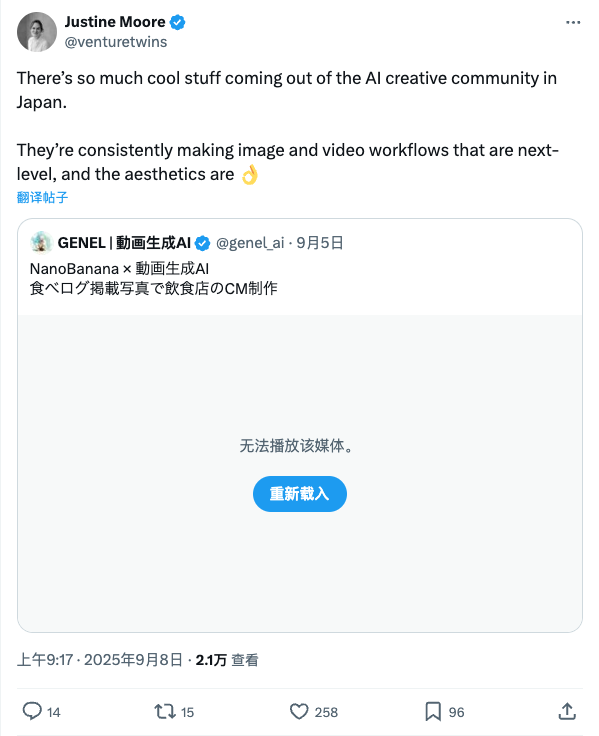 Justine Moore
@venturetwins
There’s so much cool stuff coming out of the AI creative community in
Japan.
They’re consistently making image and video workflows that are next-
level, and the aesthetics are 👌
翻译帖子
GENEL | 動画生成AI @genel_ai · 9月5日
NanoBanana × 動画生成AI
食べログ掲載写真で飲食店のCM制作
无法播放该媒体。
重新载入
上午9:17 · 2025年9月8日 · 2.1万 查看
14 15 258 96